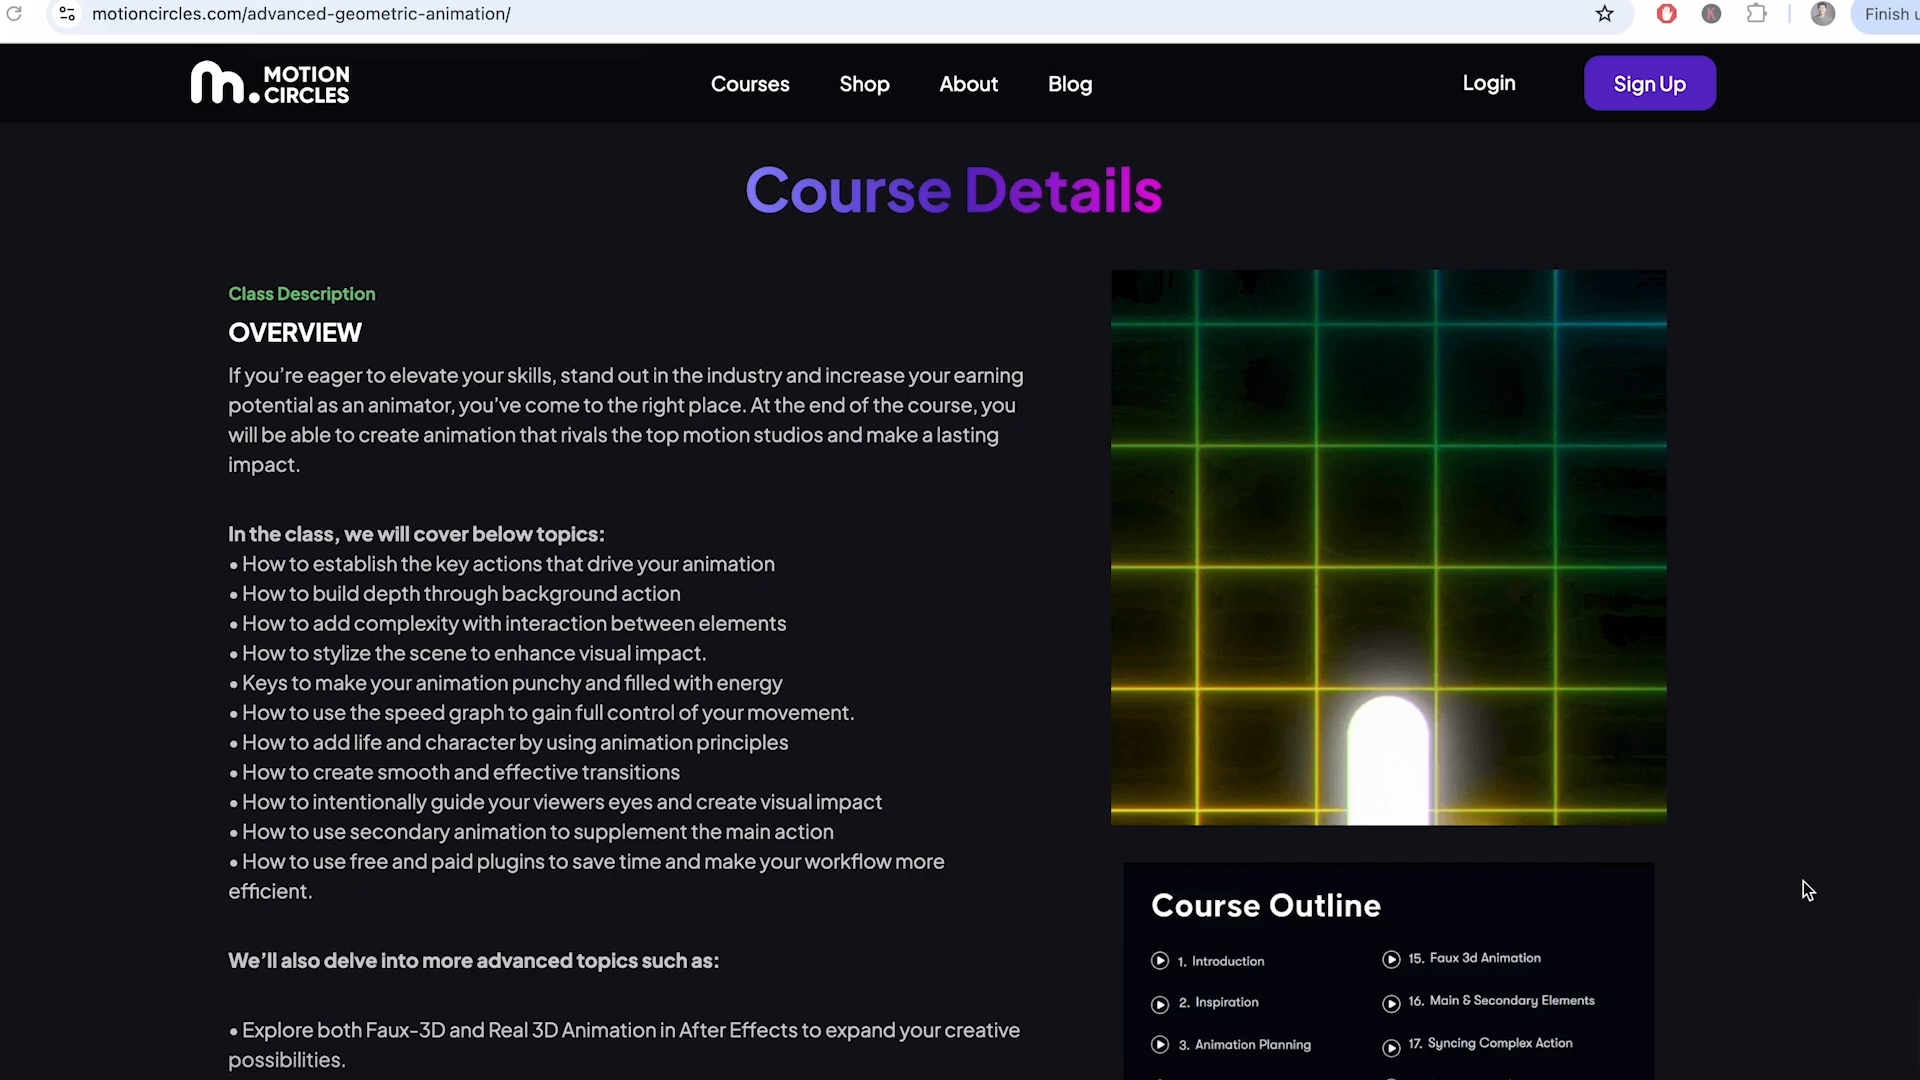 motioncircles.com/advanced-geometric-animation/
Finish u
m. MOTION CIRCLES
Courses Shop About Blog
Login
Sign Up
Course Details
Class Description
OVERVIEW
If you’re eager to elevate your skills, stand out in the industry and increase your earning
potential as an animator, you’ve come to the right place. At the end of the course, you
will be able to create animation that rivals the top motion studios and make a lasting
impact.
In the class, we will cover below topics:
• How to establish the key actions that drive your animation
• How to build depth through background action
• How to add complexity with interaction between elements
• How to stylize the scene to enhance visual impact.
• Keys to make your animation punchy and filled with energy
• How to use the speed graph to gain full control of your movement.
• How to add life and character by using animation principles
• How to create smooth and effective transitions
• How to intentionally guide your viewers eyes and create visual impact
• How to use secondary animation to supplement the main action
• How to use free and paid plugins to save time and make your workflow more
efficient.
We’ll also delve into more advanced topics such as:
• Explore both Faux-3D and Real 3D Animation in After Effects to expand your creative
possibilities.
Course Outline
1. Introduction
2. Inspiration
3. Animation Planning
15. Faux 3d Animation
16. Main & Secondary Elements
17. Syncing Complex Action